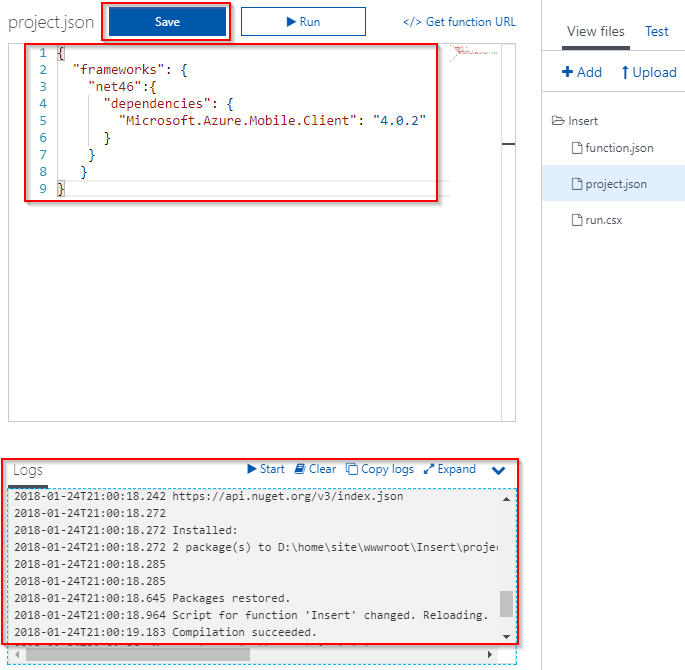 project.json Save Run </> Get function URL
View files Test
Add Upload
1 {
2 "frameworks": {
3 "net46":{
4 "dependencies": {
5 "Microsoft.Azure.Mobile.Client": "4.0.2"
6 }
7 }
8 }
9 }
Insert
function.json
project.json
run.csx
Logs Start Clear Copy logs Expand
2018-01-24T21:00:18.242 https://api.nuget.org/v3/index.json
2018-01-24T21:00:18.272
2018-01-24T21:00:18.272 Installed:
2018-01-24T21:00:18.272 2 package(s) to D:\home\site\wwwroot\Insert\projec
2018-01-24T21:00:18.285
2018-01-24T21:00:18.285
2018-01-24T21:00:18.645 Packages restored.
2018-01-24T21:00:18.964 Script for function 'Insert' changed. Reloading.
2018-01-24T21:00:19.183 Compilation succeeded.